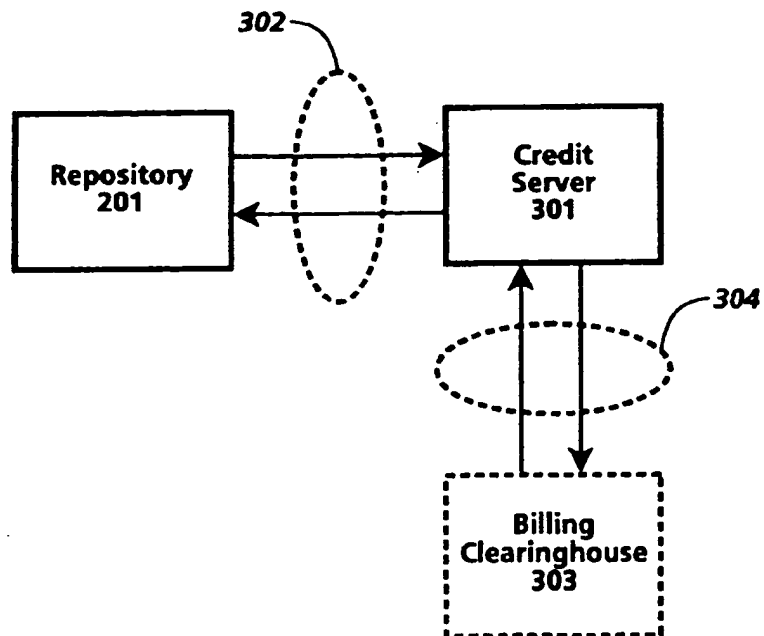 302
Repository
201
Credit
Server
301
304
Billing
Clearinghouse
303